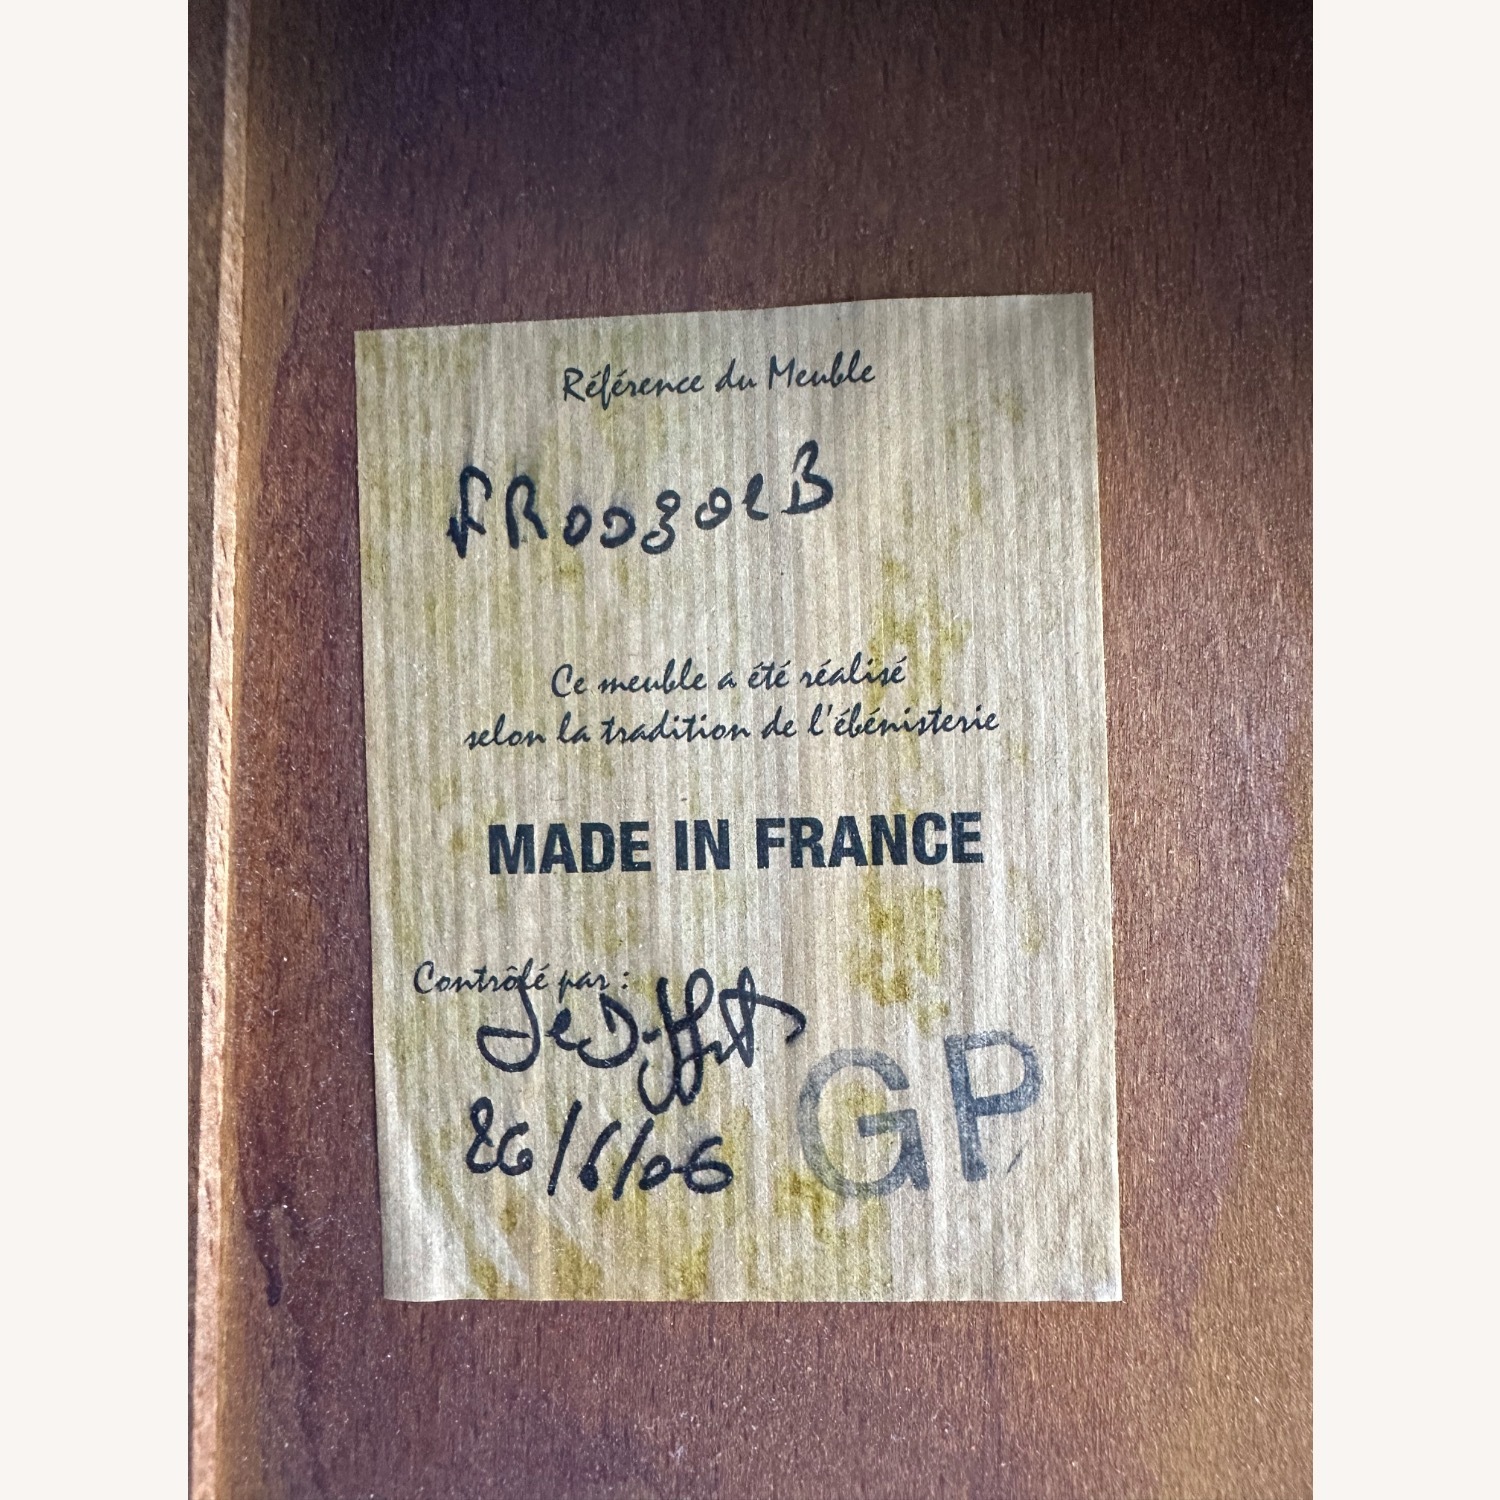 Référence du Meuble
Ce meuble a été réalisé
selon la tradition de l'ébénisterie
MADE IN FRANCE
Contrôlé par :
26/6/06
GP